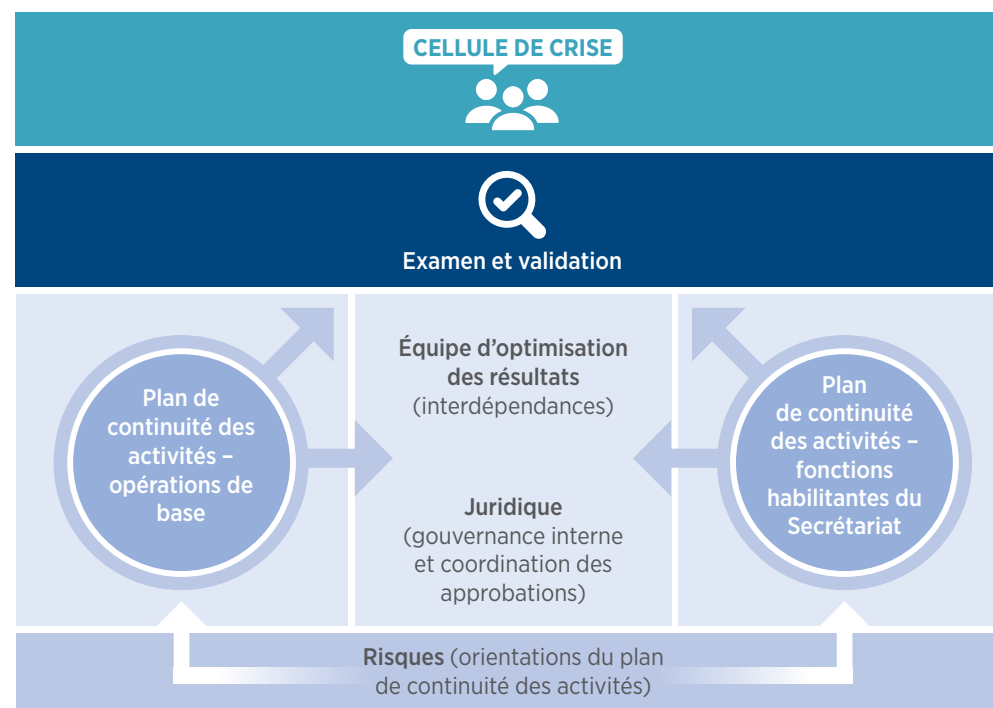 CELLULE DE CRISE
Examen et validation
Plan de
continuité des
activités –
opérations de
base
Équipe d’optimisation
des résultats
(interdépendances)
Juridique
(gouvernance interne
et coordination des
approbations)
Plan
de continuité
des activités –
fonctions
habilitantes du
Secrétariat
Risques (orientations du plan
de continuité des activités)